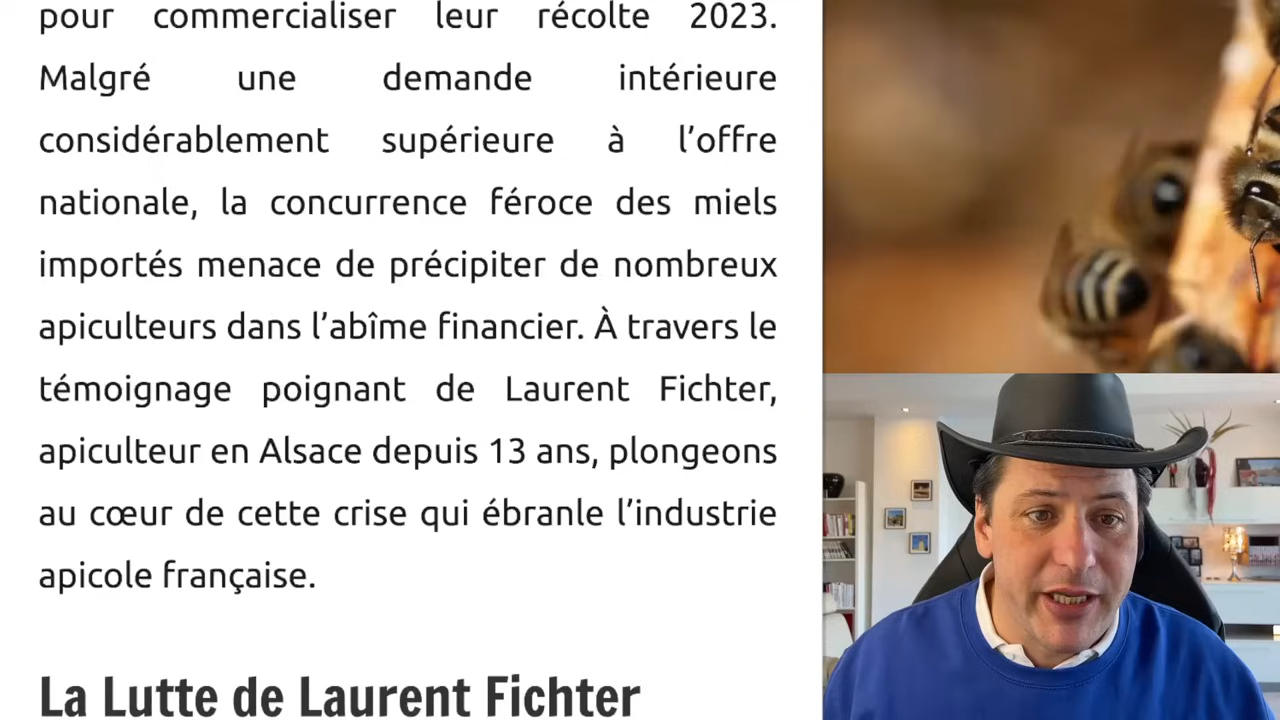 pour commercialiser leur récolte 2023.
Malgré une demande intérieure
considérablement supérieure à l’offre
nationale, la concurrence féroce des miels
importés menace de précipiter de nombreux
apiculteurs dans l’abîme financier. À travers le
témoignage poignant de Laurent Fichter,
apiculteur en Alsace depuis 13 ans, plongeons
au cœur de cette crise qui ébranle l’industrie
apicole française.
La Lutte de Laurent Fichter